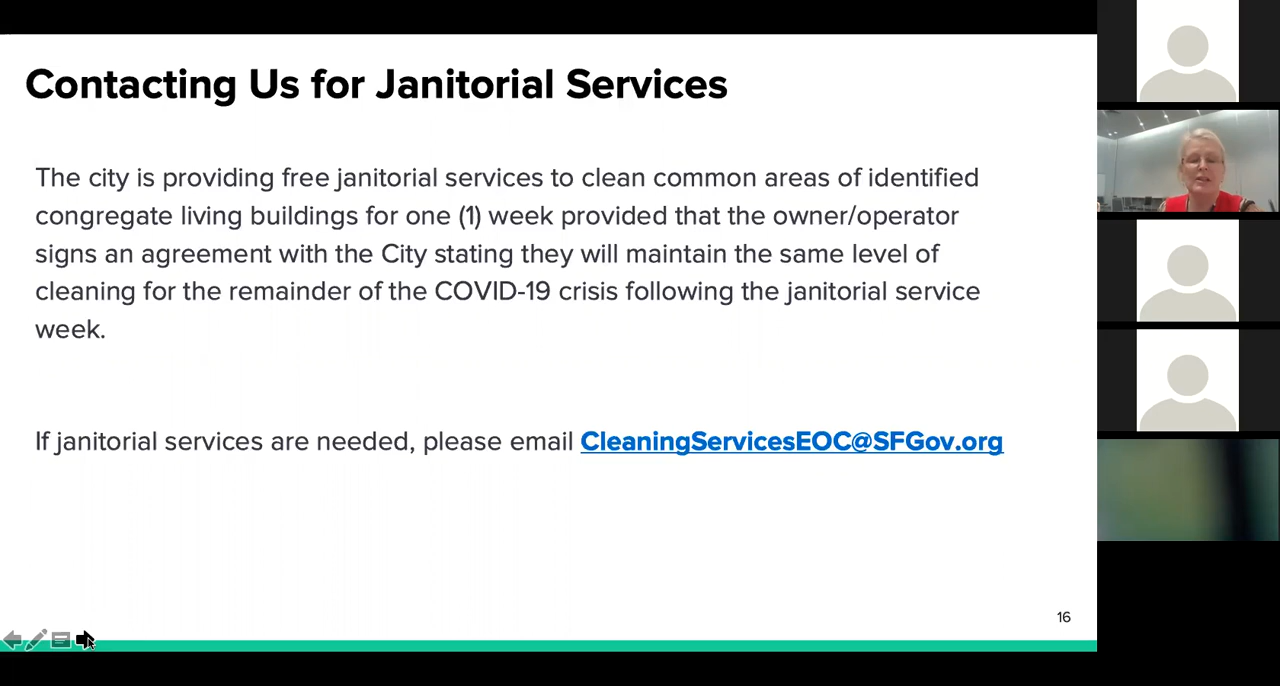 Contacting Us for Janitorial Services
The city is providing free janitorial services to clean common areas of identified
congregate living buildings for one (1) week provided that the owner/operator
signs an agreement with the City stating they will maintain the same level of
cleaning for the remainder of the COVID-19 crisis following the janitorial service
week.
If janitorial services are needed, please email CleaningServicesEOC@SFGov.org
16